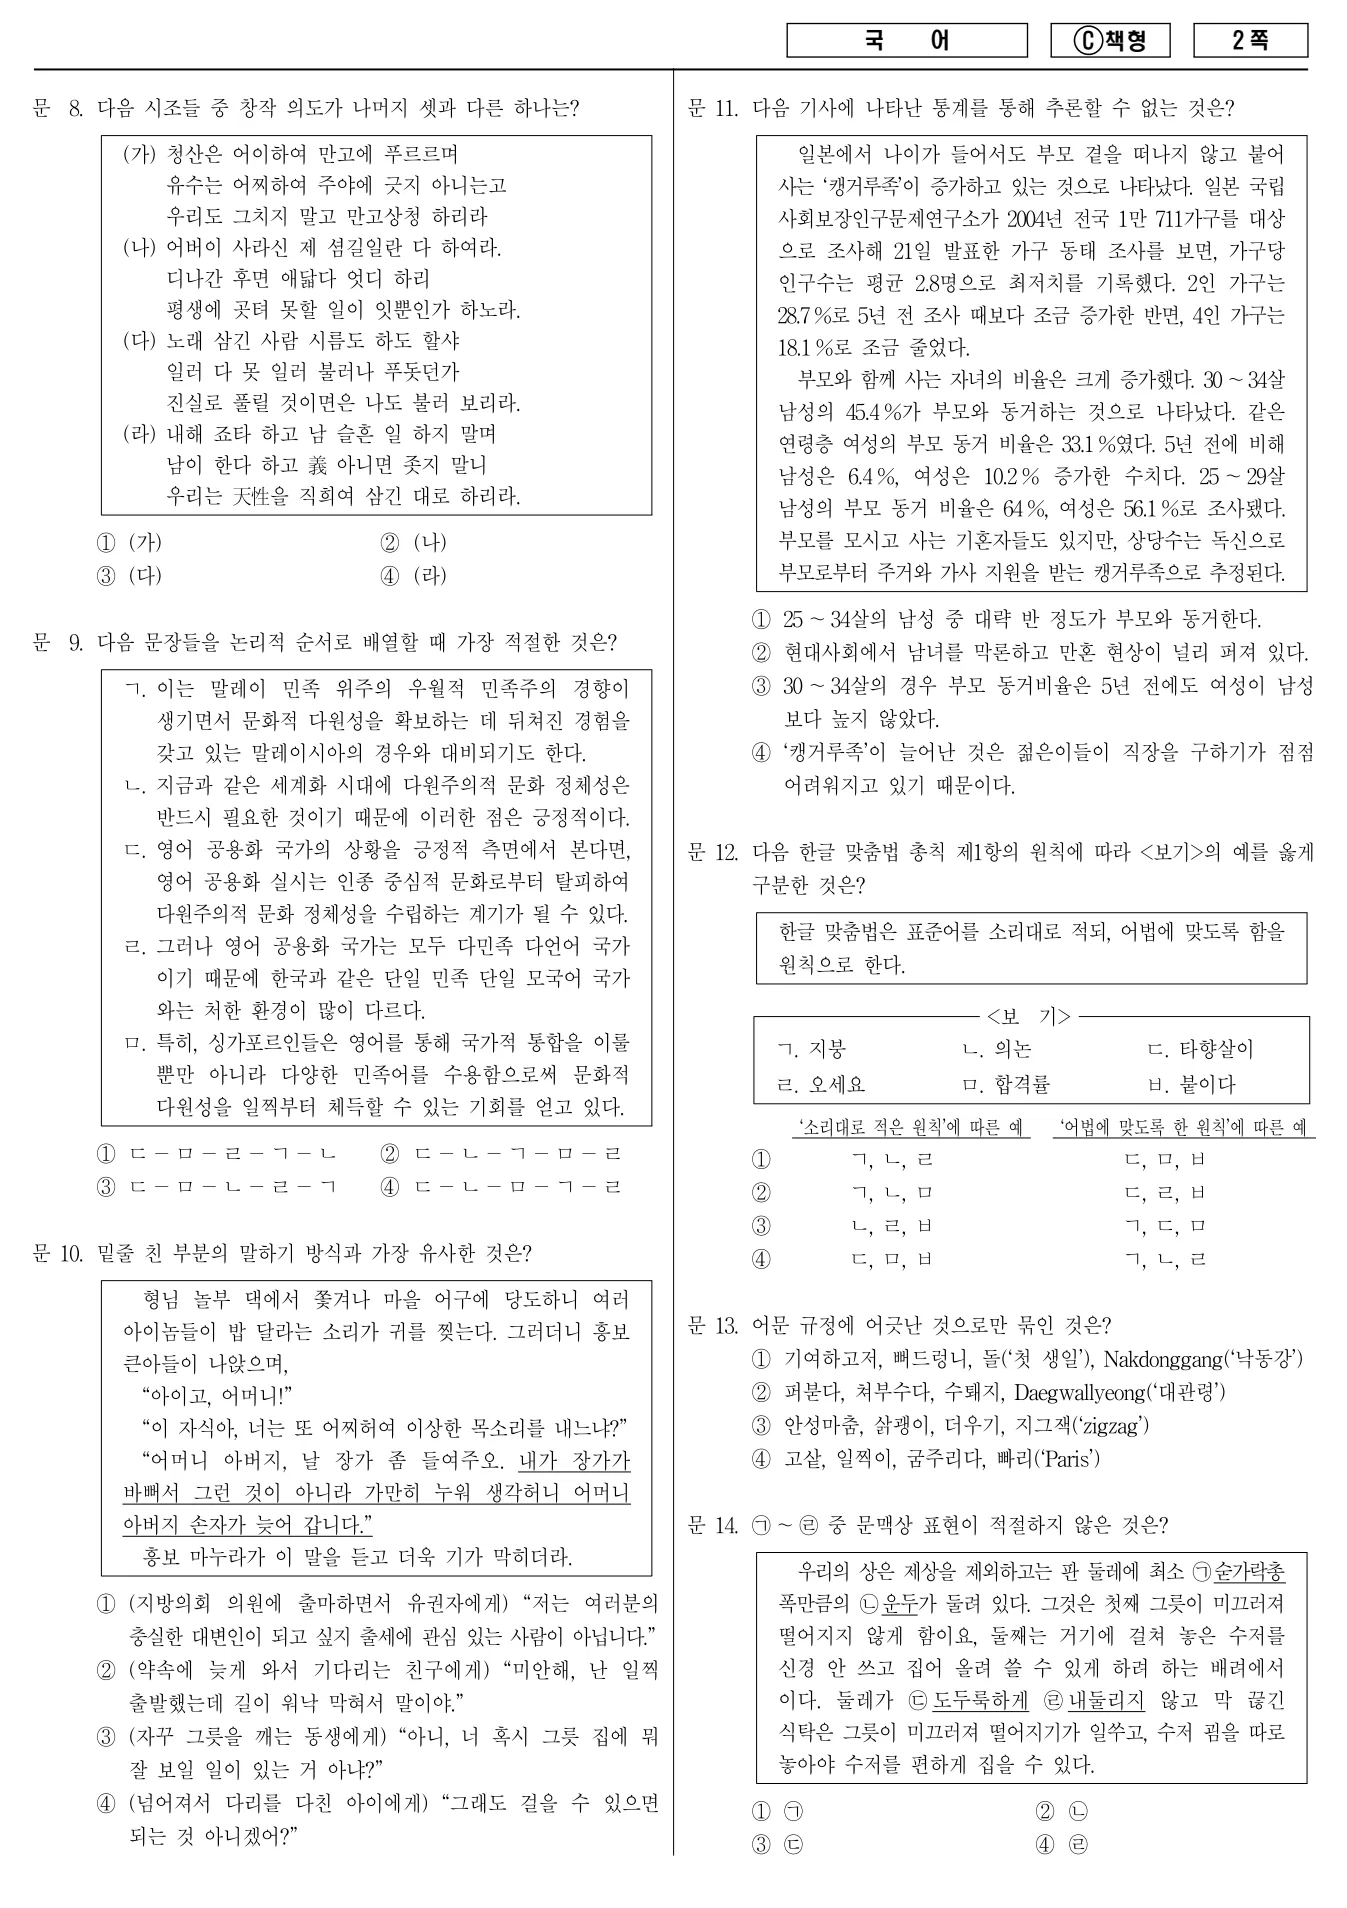 국 어
Ⓒ책형
2 쪽
문 8. 다음 시조들 중 창작 의도가 나머지 셋과 다른 하나는?
(가) 청산은 어이하여 만고에 푸르르며
유수는 어찌하여 주야에 긋지 아니는고
우리도 그치지 말고 만고상청 하리라
(나) 어버이 사라신 제 셤길일란 다 하여라.
디나간 후면 애닯다 엇디 하리
평생에 곳텨 못할 일이 잇뿐인가 하노라.
(다) 노래 삼긴 사람 시름도 하도 할샤
일러 다 못 일러 불러나 푸돗던가
진실로 풀릴 것이면은 나도 불러 보리라.
(라) 내해 죠타 하고 남 슬흔 일 하지 말며
남이 한다 하고 義 아니면 좃지 말니
우리는 天性을 직희여 삼긴 대로 하리라.
① (가) ② (나)
③ (다) ④ (라)
문 9. 다음 문장들을 논리적 순서로 배열할 때 가장 적절한 것은?
ㄱ. 이는 말레이 민족 위주의 우월적 민족주의 경향이
생기면서 문화적 다원성을 확보하는 데 뒤쳐진 경험을
갖고 있는 말레이시아의 경우와 대비되기도 한다.
ㄴ. 지금과 같은 세계화 시대에 다원주의적 문화 정체성은
반드시 필요한 것이기 때문에 이러한 점은 긍정적이다.
ㄷ. 영어 공용화 국가의 상황을 긍정적 측면에서 본다면,
영어 공용화 실시는 인종 중심적 문화로부터 탈피하여
다원주의적 문화 정체성을 수립하는 계기가 될 수 있다.
ㄹ. 그러나 영어 공용화 국가는 모두 다민족 다언어 국가
이기 때문에 한국과 같은 단일 민족 단일 모국어 국가
와는 처한 환경이 많이 다르다.
ㅁ. 특히, 싱가포르인들은 영어를 통해 국가적 통합을 이룰
뿐만 아니라 다양한 민족어를 수용함으로써 문화적
다원성을 일찍부터 체득할 수 있는 기회를 얻고 있다.
① ㄷ － ㅁ － ㄹ － ㄱ － ㄴ ② ㄷ － ㄴ － ㄱ － ㅁ － ㄹ
③ ㄷ － ㅁ － ㄴ － ㄹ － ㄱ ④ ㄷ － ㄴ － ㅁ － ㄱ － ㄹ
문 10. 밑줄 친 부분의 말하기 방식과 가장 유사한 것은?
형님 놀부 댁에서 쫓겨나 마을 어구에 당도하니 여러
아이놈들이 밥 달라는 소리가 귀를 찢는다. 그러더니 흥보
큰아들이 나앉으며,
“아이고, 어머니!”
“이 자식아, 너는 또 어찌허여 이상한 목소리를 내느냐?”
“어머니 아버지, 날 장가 좀 들여주오. 내가 장가가
바뻐서 그런 것이 아니라 가만히 누워 생각허니 어머니
아버지 손자가 늦어 갑니다.”
흥보 마누라가 이 말을 듣고 더욱 기가 막히더라.
① (지방의회 의원에 출마하면서 유권자에게) “저는 여러분의
충실한 대변인이 되고 싶지 출세에 관심 있는 사람이 아닙니다.”
② (약속에 늦게 와서 기다리는 친구에게) “미안해, 난 일찍
출발했는데 길이 워낙 막혀서 말이야.”
③ (자꾸 그릇을 깨는 동생에게) “아니, 너 혹시 그릇 집에 뭐
잘 보일 일이 있는 거 아냐?”
④ (넘어져서 다리를 다친 아이에게) “그래도 걸을 수 있으면
되는 것 아니겠어?”
문 11. 다음 기사에 나타난 통계를 통해 추론할 수 없는 것은?
일본에서 나이가 들어서도 부모 곁을 떠나지 않고 붙어
사는 ‘캥거루족’이 증가하고 있는 것으로 나타났다. 일본 국립
사회보장인구문제연구소가 2004년 전국 1만 711가구를 대상
으로 조사해 21일 발표한 가구 동태 조사를 보면, 가구당
인구수는 평균 2.8명으로 최저치를 기록했다. 2인 가구는
28.7 %로 5년 전 조사 때보다 조금 증가한 반면, 4인 가구는
18.1 %로 조금 줄었다.
부모와 함께 사는 자녀의 비율은 크게 증가했다. 30 ~ 34살
남성의 45.4 %가 부모와 동거하는 것으로 나타났다. 같은
연령층 여성의 부모 동거 비율은 33.1 %였다. 5년 전에 비해
남성은 6.4 %, 여성은 10.2 % 증가한 수치다. 25 ~ 29살
남성의 부모 동거 비율은 64 %, 여성은 56.1 %로 조사됐다.
부모를 모시고 사는 기혼자들도 있지만, 상당수는 독신으로
부모로부터 주거와 가사 지원을 받는 캥거루족으로 추정된다.
① 25 ~ 34살의 남성 중 대략 반 정도가 부모와 동거한다.
② 현대사회에서 남녀를 막론하고 만혼 현상이 널리 퍼져 있다.
③ 30 ~ 34살의 경우 부모 동거비율은 5년 전에도 여성이 남성
보다 높지 않았다.
④ ‘캥거루족’이 늘어난 것은 젊은이들이 직장을 구하기가 점점
어려워지고 있기 때문이다.
문 12. 다음 한글 맞춤법 총칙 제1항의 원칙에 따라 <보기>의 예를 옳게
구분한 것은?
한글 맞춤법은 표준어를 소리대로 적되, 어법에 맞도록 함을
원칙으로 한다.
<보 기>
ㄱ. 지붕 ㄴ. 의논 ㄷ. 타향살이
ㄹ. 오세요 ㅁ. 합격률 ㅂ. 붙이다
‘소리대로 적은 원칙’에 따른 예 ‘어법에 맞도록 한 원칙’에 따른 예
① ㄱ, ㄴ, ㄹ ㄷ, ㅁ, ㅂ
② ㄱ, ㄴ, ㅁ ㄷ, ㄹ, ㅂ
③ ㄴ, ㄹ, ㅂ ㄱ, ㄷ, ㅁ
④ ㄷ, ㅁ, ㅂ ㄱ, ㄴ, ㄹ
문 13. 어문 규정에 어긋난 것으로만 묶인 것은?
① 기여하고저, 뻐드렁니, 돌(‘첫 생일’), Nakdonggang(‘낙동강’)
② 퍼붇다, 쳐부수다, 수퇘지, Daegwallyeong(‘대관령’)
③ 안성마춤, 삵괭이, 더우기, 지그잭(‘zigzag’)
④ 고샅, 일찍이, 굼주리다, 빠리(‘Paris’)
문 14. ㉠ ~ ㉣ 중 문맥상 표현이 적절하지 않은 것은?
우리의 상은 제상을 제외하고는 판 둘레에 최소 ㉠숟가락총
폭만큼의 ㉡운두가 둘려 있다. 그것은 첫째 그릇이 미끄러져
떨어지지 않게 함이요, 둘째는 거기에 걸쳐 놓은 수저를
신경 안 쓰고 집어 올려 쓸 수 있게 하려 하는 배려에서
이다. 둘레가 ㉢도두룩하게 ㉣내둘리지 않고 막 끊긴
식탁은 그릇이 미끄러져 떨어지기가 일쑤고, 수저 굄을 따로
놓아야 수저를 편하게 집을 수 있다.
① ㉠ ② ㉡
③ ㉢ ④ ㉣